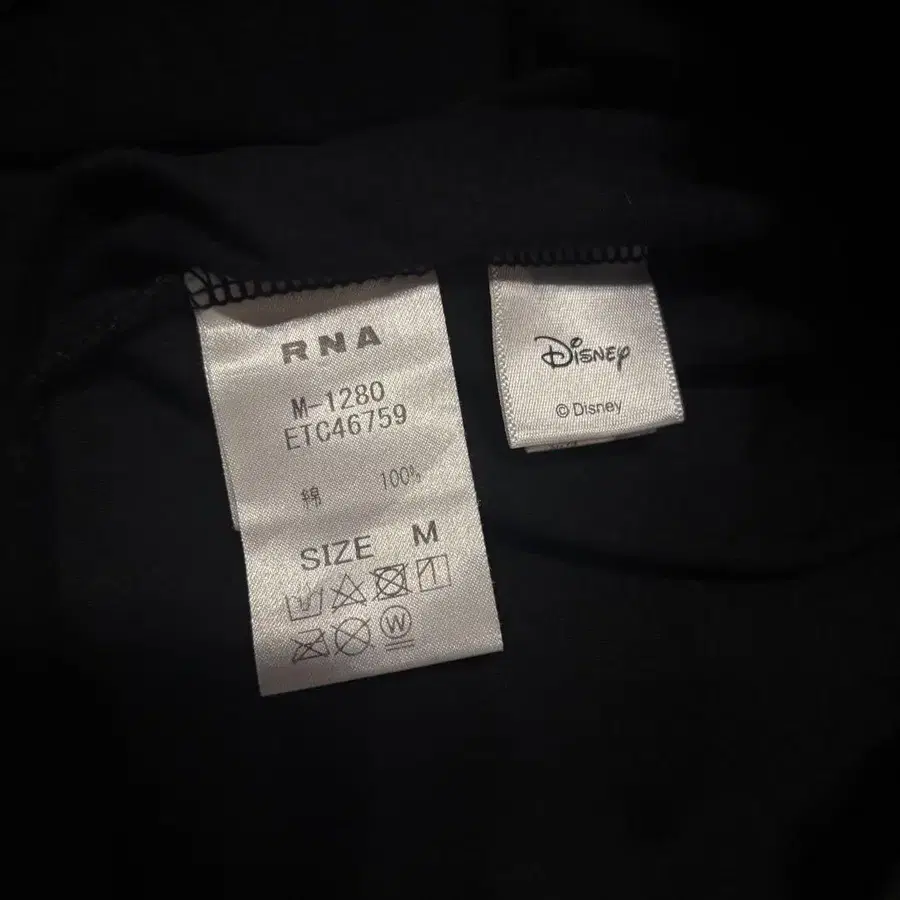 RNA
M-1280
ETC46759
綿 100%
SIZE M
W
Disney
© Disney